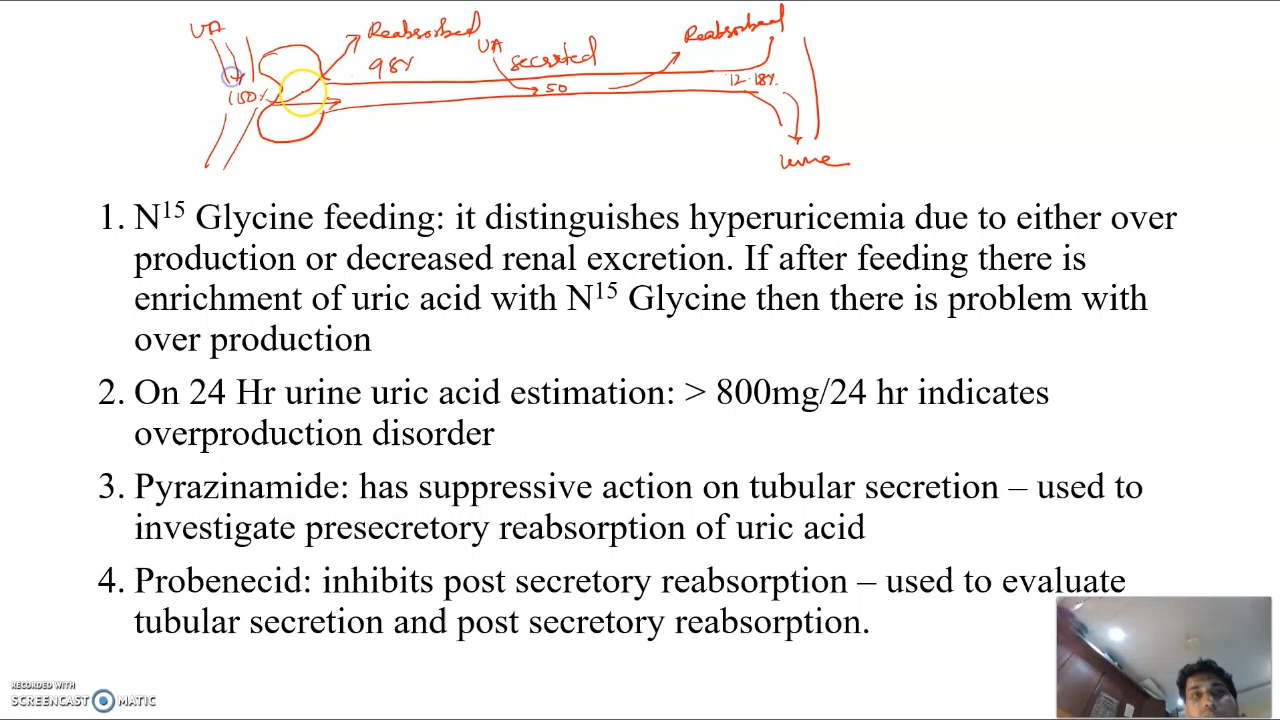 UA
Reabsorbed
UA
Reabsorbed
98%
secreted
50
12-18%
urine
1. N15 Glycine feeding: it distinguishes hyperuricemia due to either over
production or decreased renal excretion. If after feeding there is
enrichment of uric acid with N15 Glycine then there is problem with
over production
2. On 24 Hr urine uric acid estimation: > 800mg/24 hr indicates
overproduction disorder
3. Pyrazinamide: has suppressive action on tubular secretion – used to
investigate presecretory reabsorption of uric acid
4. Probenecid: inhibits post secretory reabsorption – used to evaluate
tubular secretion and post secretory reabsorption.
RECORDED WITH
SCREENCAST MATIC